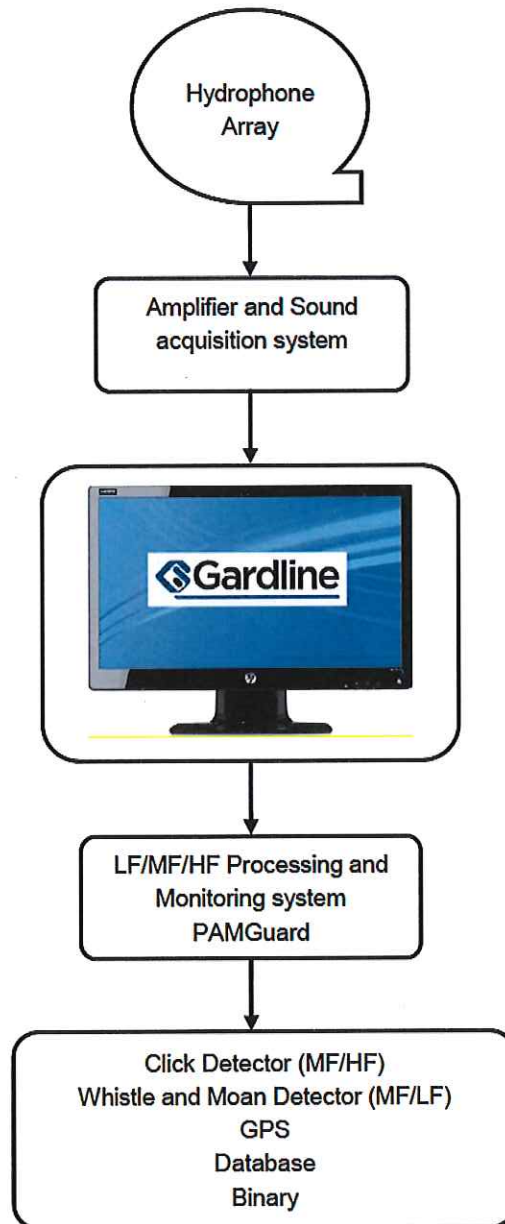 Hydrophone
Array
Amplifier and Sound
acquisition system
Gardline
LF/MF/HF Processing and
Monitoring system
PAMGuard
Click Detector (MF/HF)
Whistle and Moan Detector (MF/LF)
GPS
Database
Binary